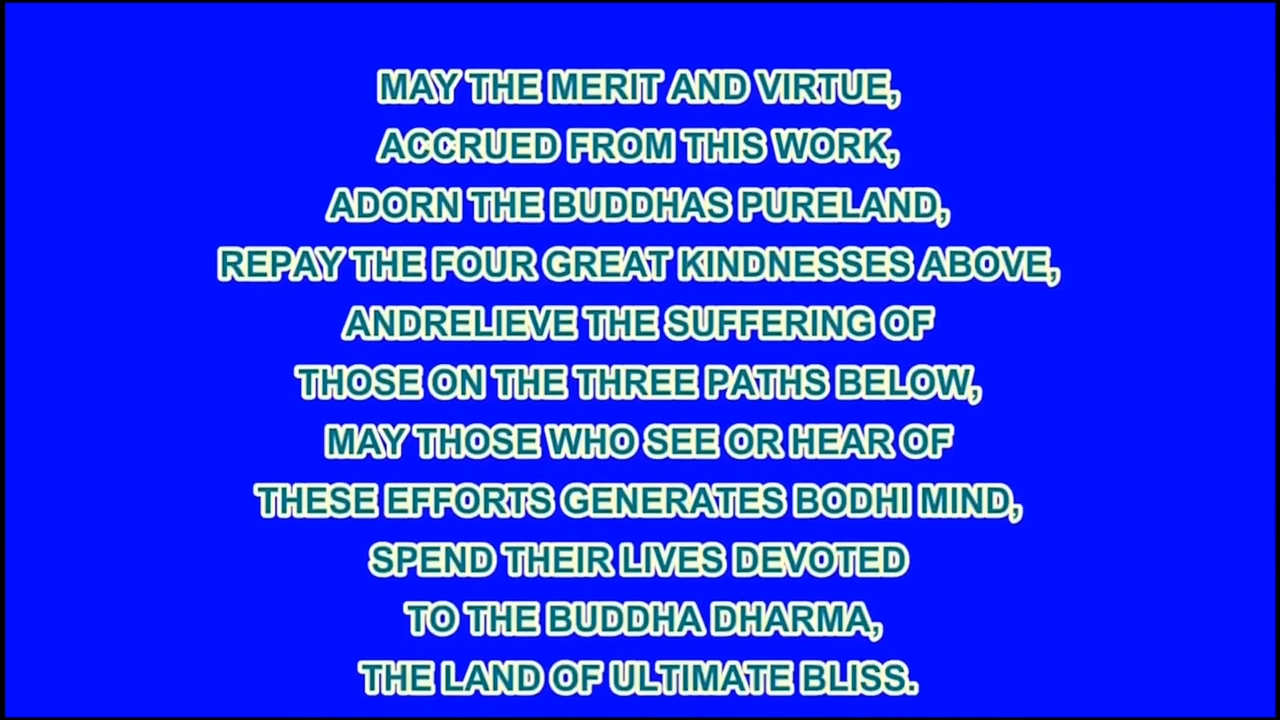 MAY THE MERIT AND VIRTUE,
ACCRUED FROM THIS WORK,
ADORN THE BUDDHAS PURELAND,
REPAY THE FOUR GREAT KINDNESSES ABOVE,
ANDRELIEVE THE SUFFERING OF
THOSE ON THE THREE PATHS BELOW,
MAY THOSE WHO SEE OR HEAR OF
THESE EFFORTS GENERATES BODHI MIND,
SPEND THEIR LIVES DEVOTED
TO THE BUDDHA DHARMA,
THE LAND OF ULTIMATE BLISS.